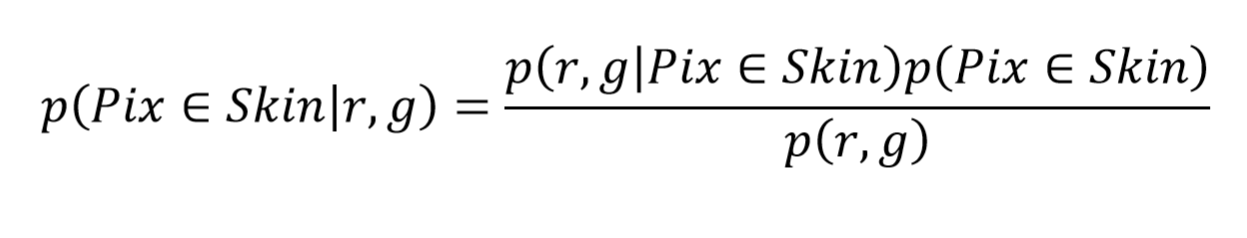 p(Pix ∈ Skin|r, g) = p(r, g|Pix ∈ Skin)p(Pix ∈ Skin)
p(r, g)